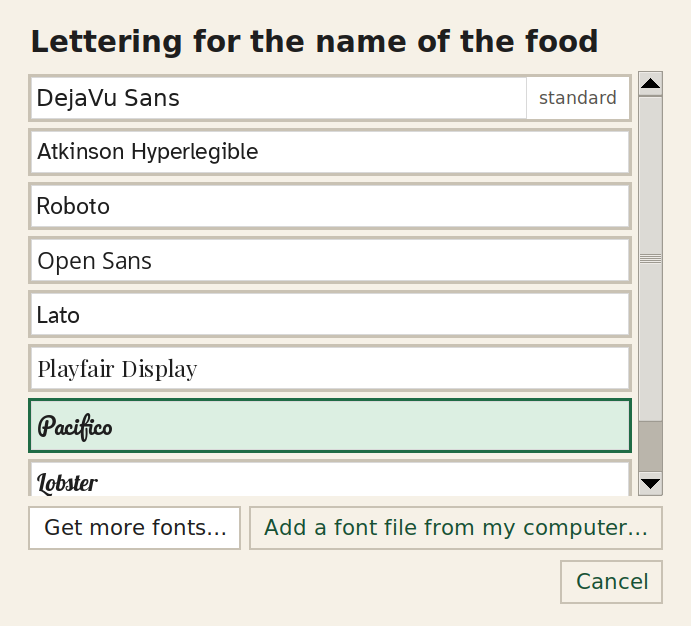 Lettering for the name of the food
DejaVu Sans standard
Atkinson Hyperlegible
Roboto
Open Sans
Lato
Playfair Display
Pacifico
Lobster
Get more fonts... Add a font file from my computer...
Cancel